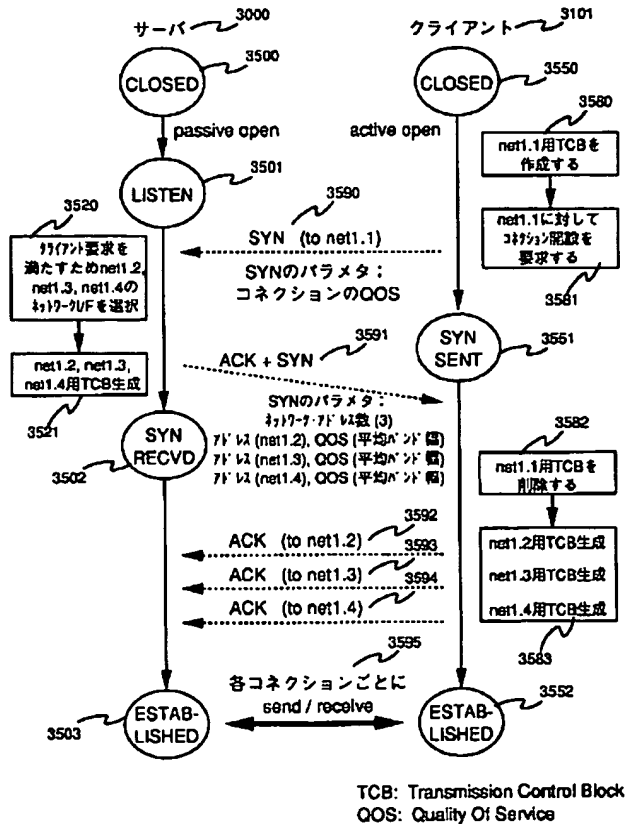 サーバ 3000
クライアント 3101
3500
CLOSED
3550
CLOSED
3580
passive open
active open
net1.1用TCBを
作成する
3501
LISTEN
3590
3520
SYN (to net1.1)
net1.1に対して
コネクション開設を
要求する
3581
クライアント要求を
満たすためnet1.2,
net1.3, net1.4の
ネットワークI/Fを選択
SYNのパラメタ：
コネクションのQOS
3591
SYN
SENT
3551
ACK + SYN
net1.2, net1.3,
net1.4用TCB生成
3521
SYNのパラメタ：
ネットワーク・アドレス数 (3)
アドレス (net1.2), QOS (平均バンド幅)
アドレス (net1.3), QOS (平均バンド幅)
アドレス (net1.4), QOS (平均バンド幅)
3582
SYN
RECVD
3502
net1.1用TCBを
削除する
3592
ACK (to net1.2)
3593
ACK (to net1.3)
3594
ACK (to net1.4)
net1.2用TCB生成
net1.3用TCB生成
net1.4用TCB生成
3583
3595
各コネクションごとに
send / receive
3552
3503
ESTAB-
LISHED
ESTAB-
LISHED
TCB: Transmission Control Block
QOS: Quality Of Service